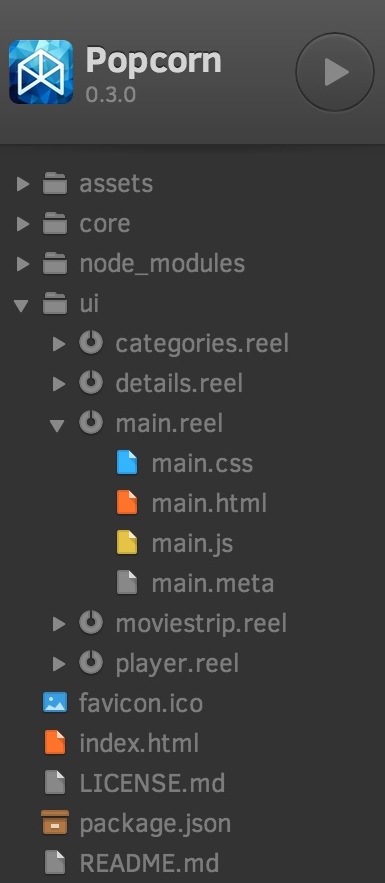 Popcorn
0.3.0
assets
core
node_modules
ui
categories.reel
details.reel
main.reel
main.css
main.html
main.js
main.meta
moviestrip.reel
player.reel
favicon.ico
index.html
LICENSE.md
package.json
README.md